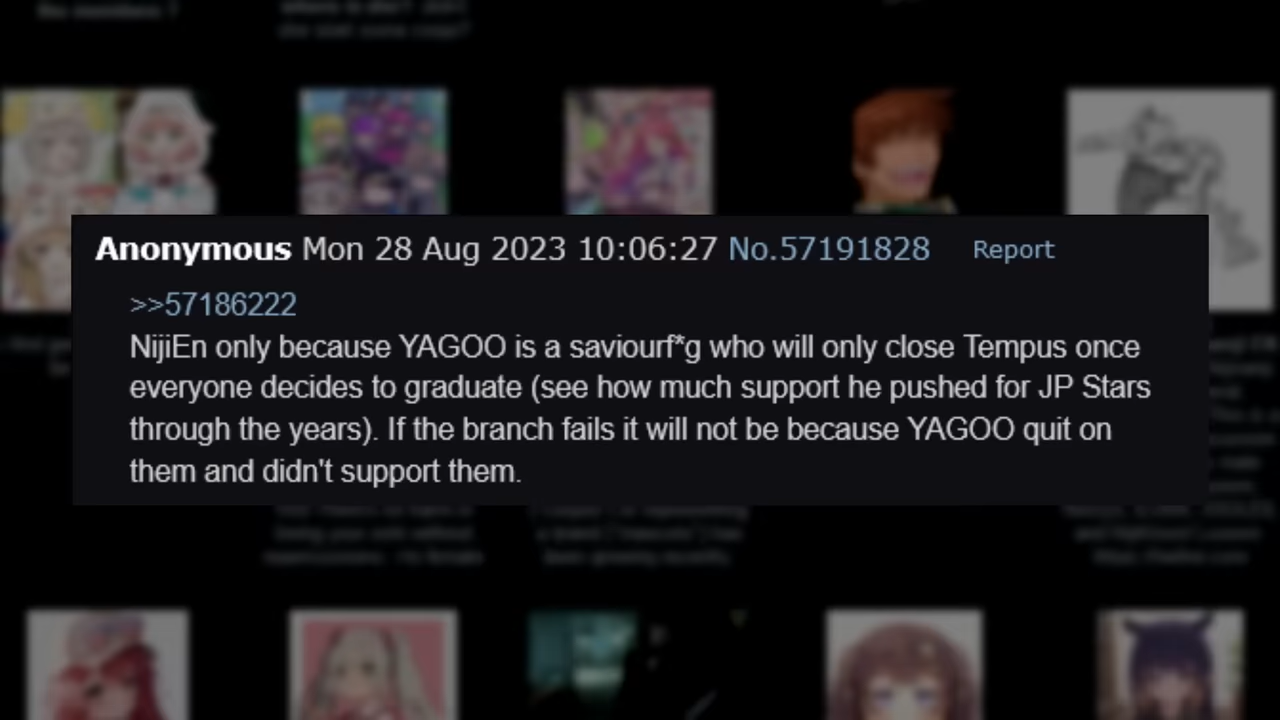 Anonymous Mon 28 Aug 2023 10:06:27 No.57191828 Report
>>57186222
NijiEn only because YAGOO is a saviourf*g who will only close Tempus once
everyone decides to graduate (see how much support he pushed for JP Stars
through the years). If the branch fails it will not be because YAGOO quit on
them and didn't support them.